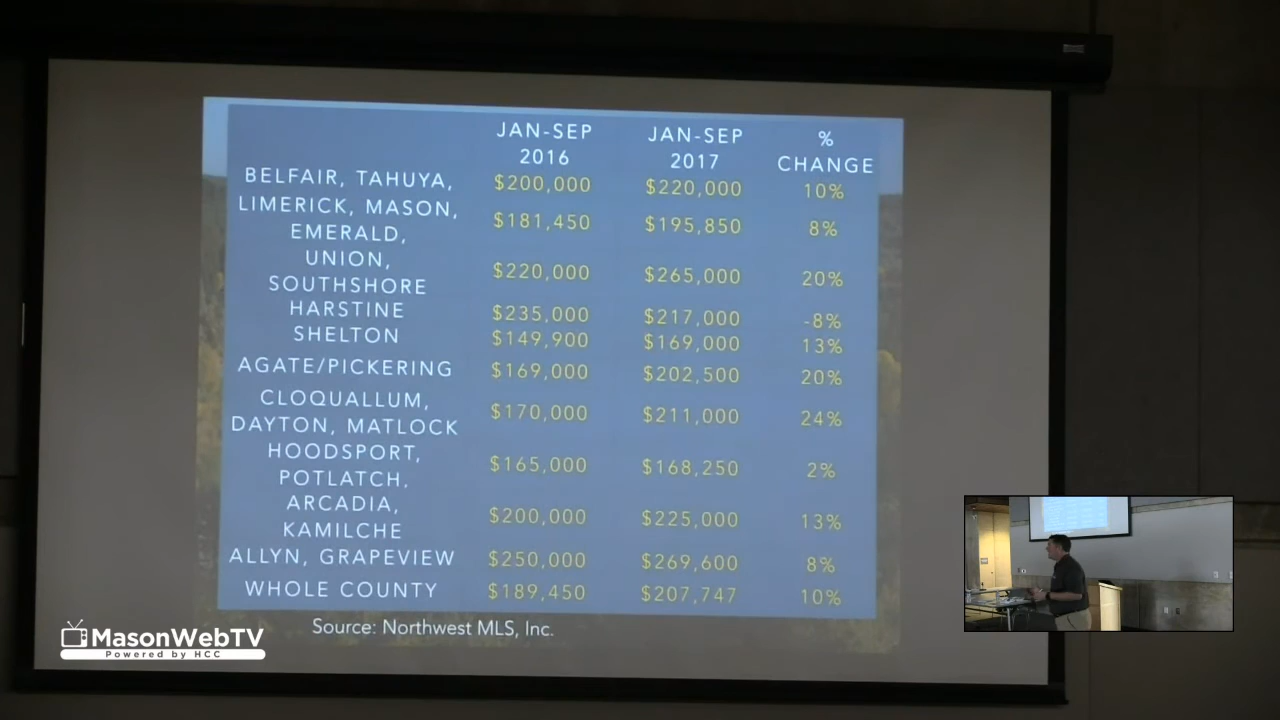 JAN-SEP 2016 JAN-SEP 2017 % CHANGE
BELFAIR, TAHUYA, $200,000 $220,000 10%
LIMERICK, MASON,
EMERALD, $181,450 $195,850 8%
UNION,
SOUTHSHORE $220,000 $265,000 20%
HARSTINE $235,000 $217,000 -8%
SHELTON $149,900 $169,000 13%
AGATE/PICKERING $169,000 $202,500 20%
CLOQUALLUM,
DAYTON, MATLOCK $170,000 $211,000 24%
HOODSPORT,
POTLATCH, $165,000 $168,250 2%
ARCADIA,
KAMILCHE $200,000 $225,000 13%
ALLYN, GRAPEVIEW $250,000 $269,600 8%
WHOLE COUNTY $189,450 $207,747 10%
Source: Northwest MLS, Inc.
MasonWebTV
Powered by HCC